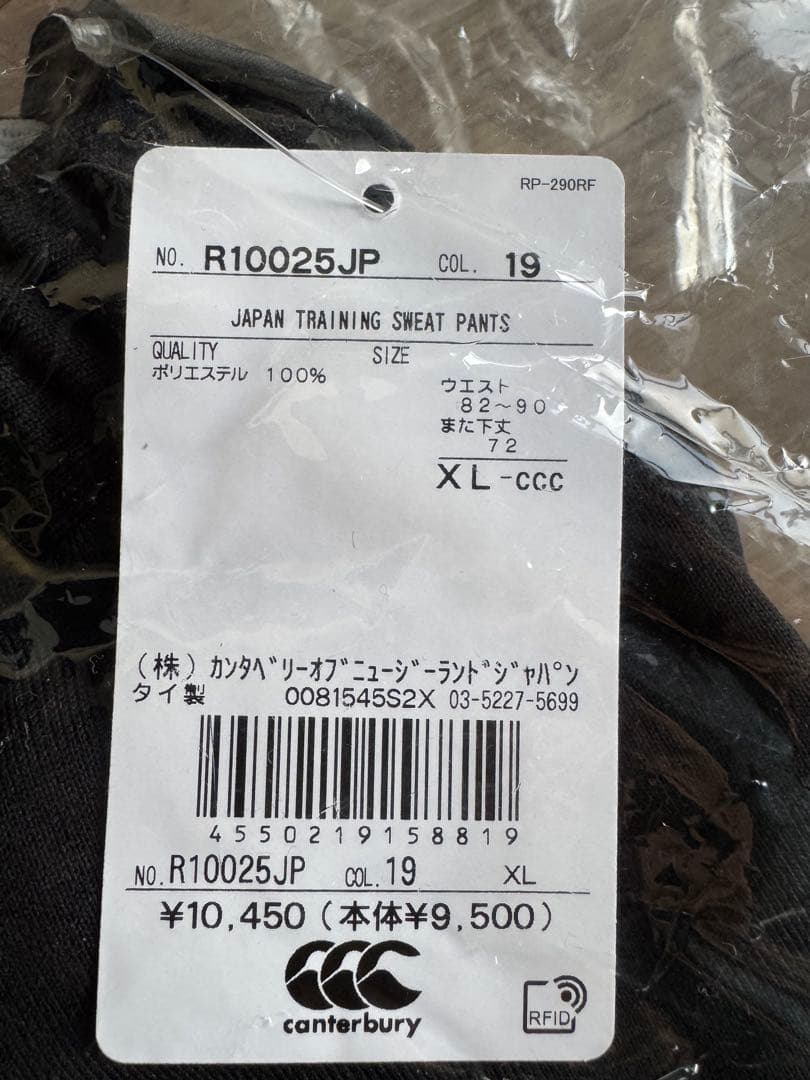 RP-290RF
NO. R10025JP COL. 19
JAPAN TRAINING SWEAT PANTS
QUALITY SIZE
ポリエステル 100%
ウエスト
82～90
また下丈
72
XL-CCC
(株)カンタベリーオブニュージーランドジャパン
タイ製 0081545S2X 03-5227-5699
4550219158819
NO. R10025JP COL. 19 XL
¥10,450(本体¥9,500)
canterbury
RFID